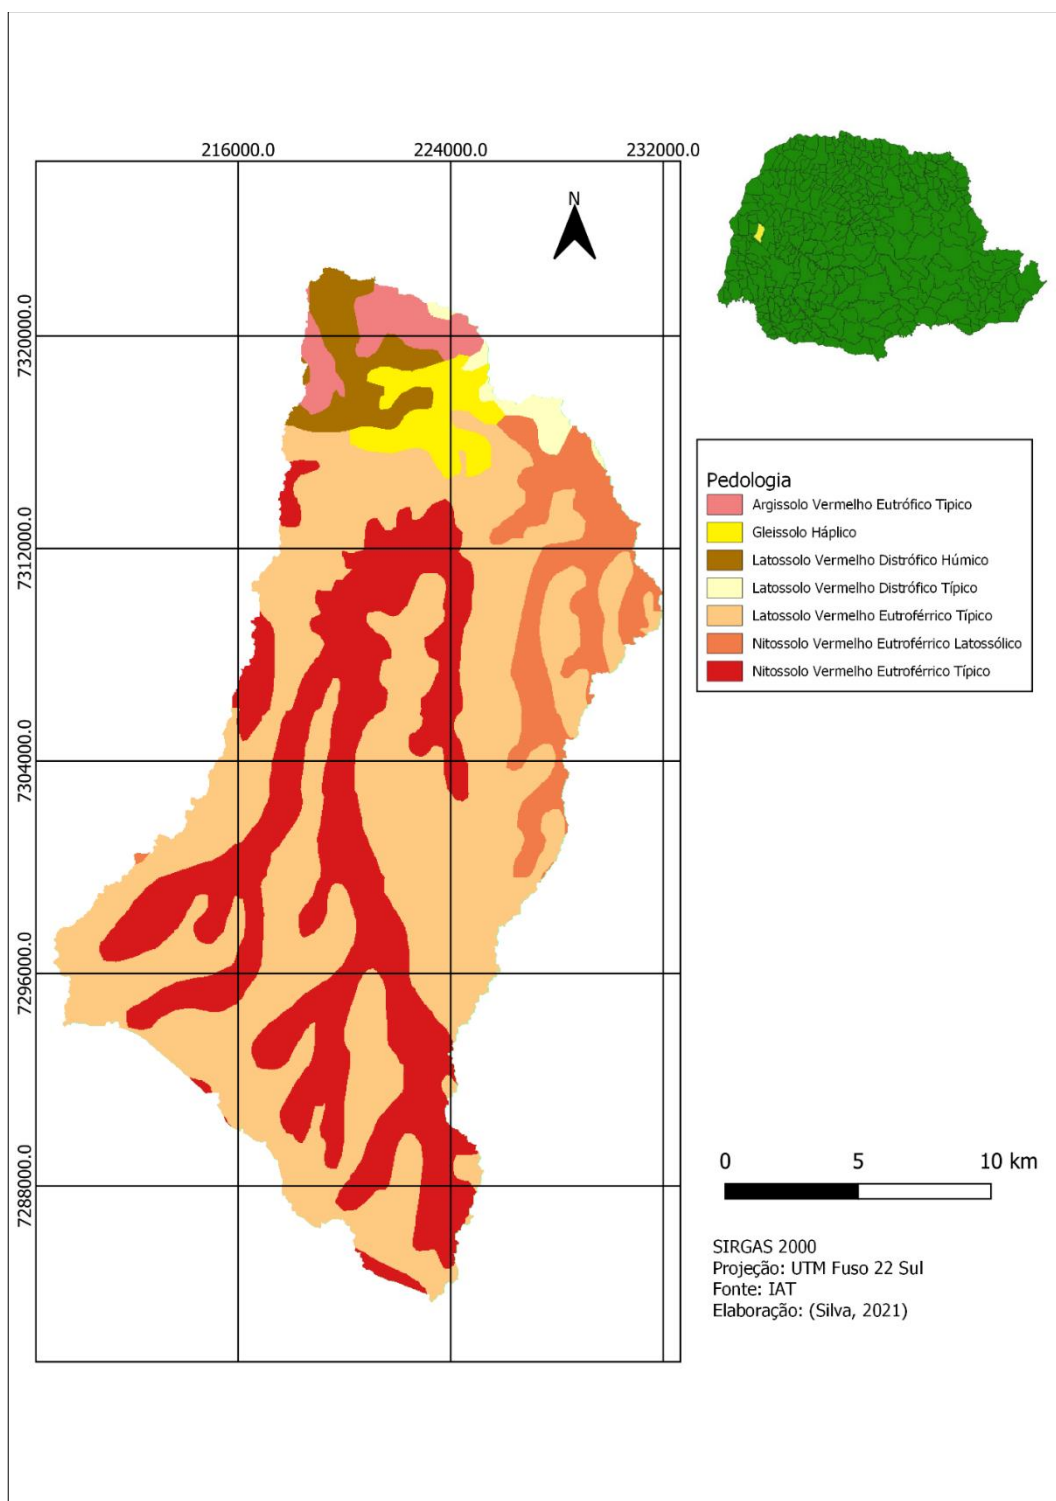 216000.0
224000.0
232000.0
N
7320000.0
7312000.0
7304000.0
7296000.0
7288000.0
Pedologia
Argissolo Vermelho Eutrófico Tipico
Gleissolo Háplico
Latossolo Vermelho Distrófico Húmico
Latossolo Vermelho Distrófico Típico
Latossolo Vermelho Eutroférrico Típico
Nitossolo Vermelho Eutroférrico Latossólico
Nitossolo Vermelho Eutroférrico Típico
0 5 10 km
SIRGAS 2000
Projeção: UTM Fuso 22 Sul
Fonte: IAT
Elaboração: (Silva, 2021)